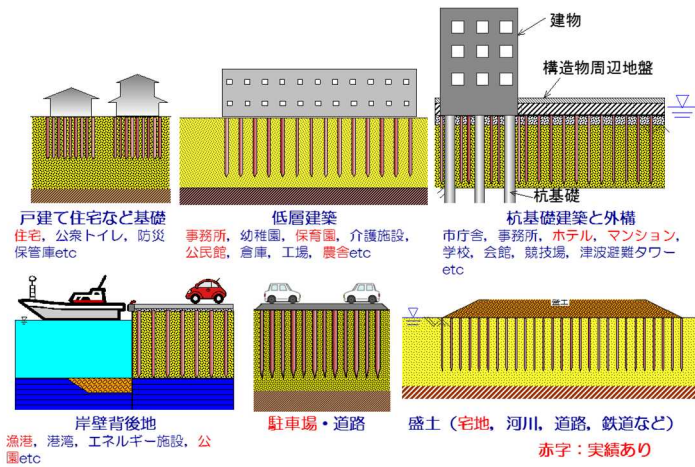 建物
構造物周辺地盤
杭基礎
戸建て住宅など基礎
住宅, 公衆トイレ, 防災
保管庫etc
低層建築
事務所, 幼稚園, 保育園, 介護施設,
公民館, 倉庫, 工場, 農舎etc
杭基礎建築と外構
市庁舎, 事務所, ホテル, マンション,
学校, 会館, 競技場, 津波避難タワー
etc
盛土
岸壁背後地
漁港, 港湾, エネルギー施設, 公
園etc
駐車場・道路
盛土（宅地, 河川, 道路, 鉄道など）
赤字：実績あり